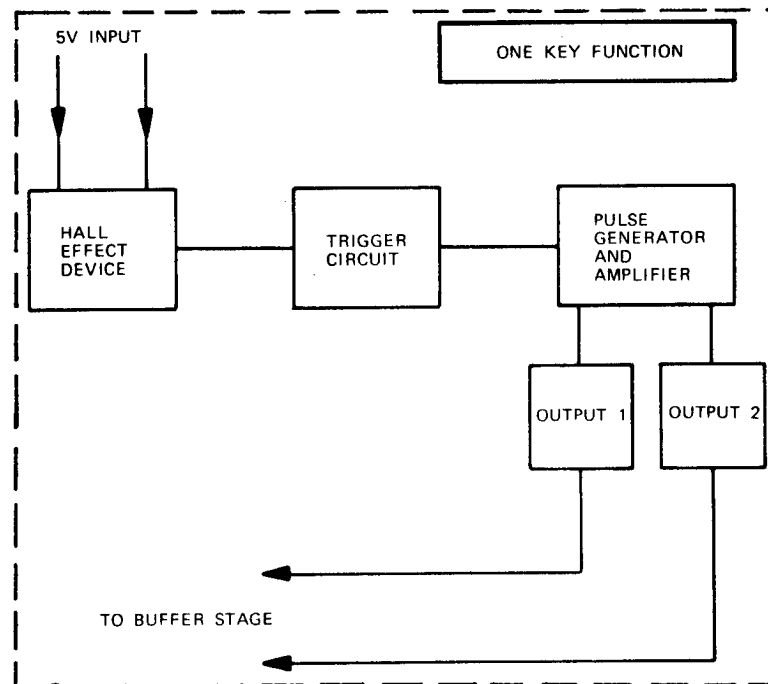 5V INPUT
ONE KEY FUNCTION
HALL
EFFECT
DEVICE
TRIGGER
CIRCUIT
PULSE
GENERATOR
AND
AMPLIFIER
OUTPUT 1
OUTPUT 2
TO BUFFER STAGE